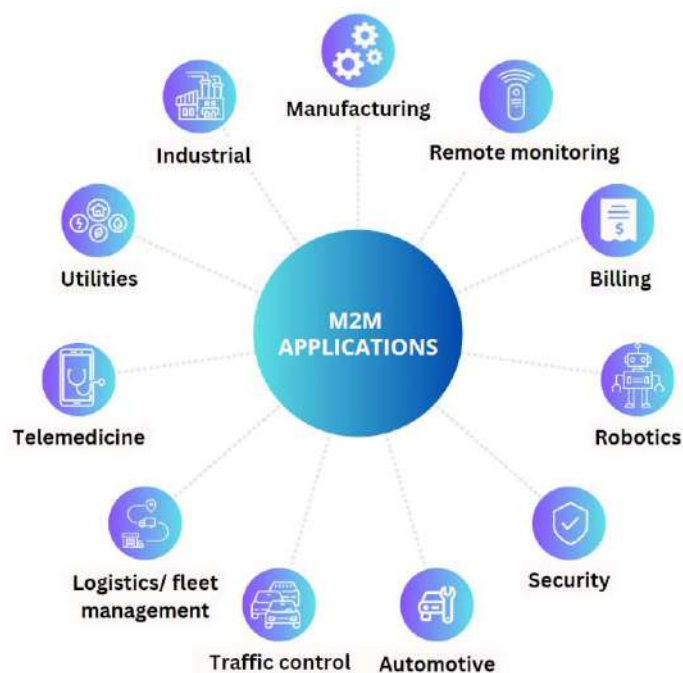 Manufacturing
Remote monitoring
Billing
Robotics
Security
Automotive
Traffic control
Logistics/ fleet
management
Telemedicine
Utilities
Industrial
M2M
APPLICATIONS
$